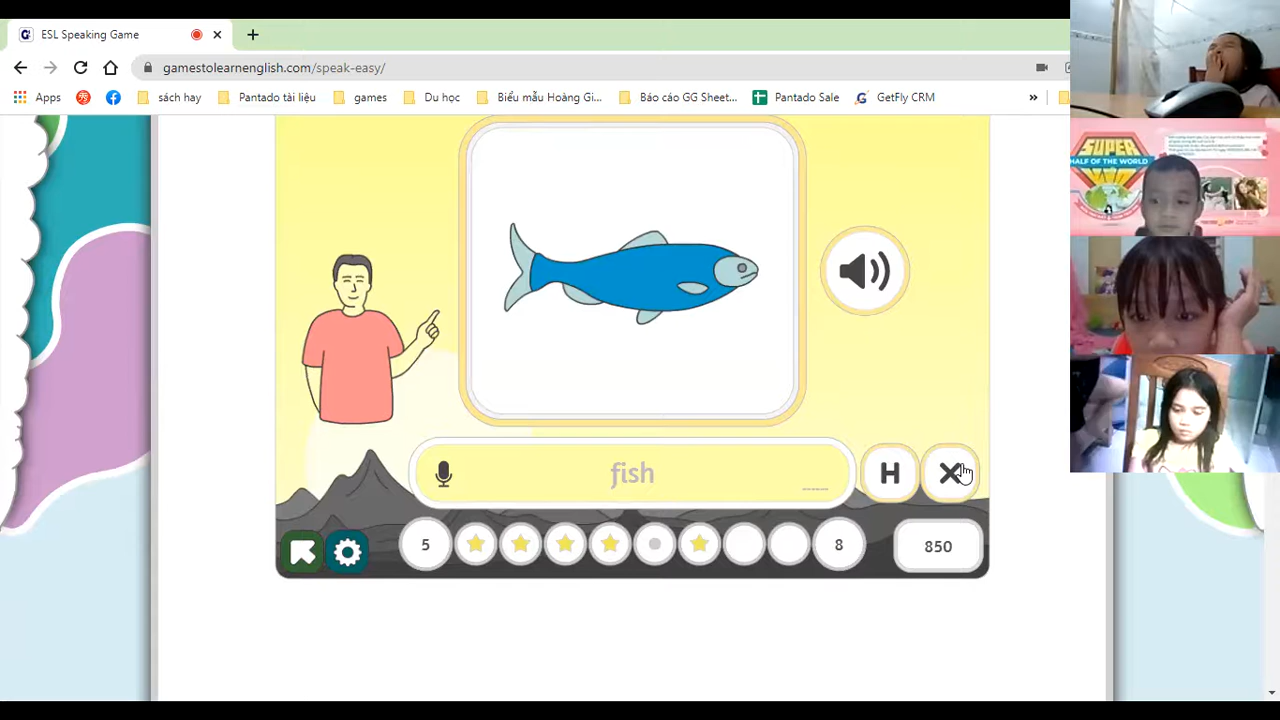 ESL Speaking Game
gamestolearnenglish.com/speak-easy/
Apps
sách hay
Pantado tài liệu
games
Du học
Biểu mẫu Hoàng Gi...
Báo cáo GG Sheet...
Pantado Sale
GetFly CRM
»
SUPER
HALF OF THE WORLD
fish
____
H
X
5
8
850